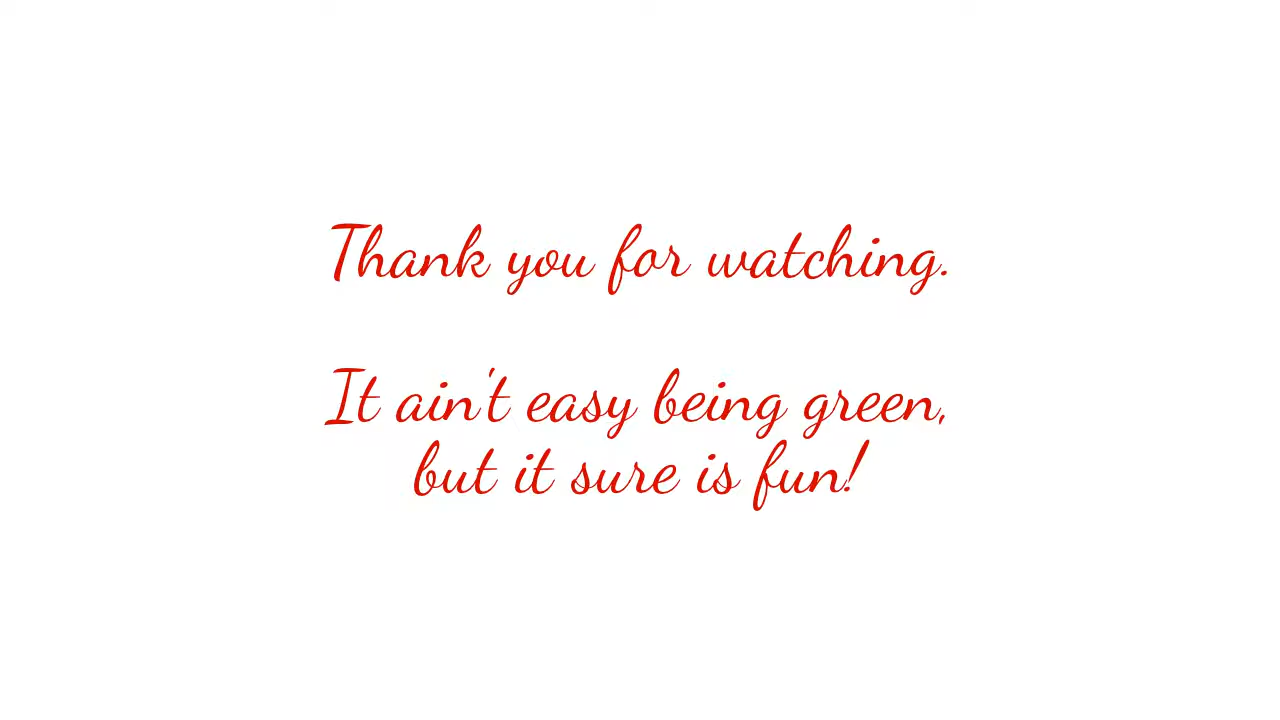 Thank you for watching.
It ain't easy being green,
but it sure is fun!